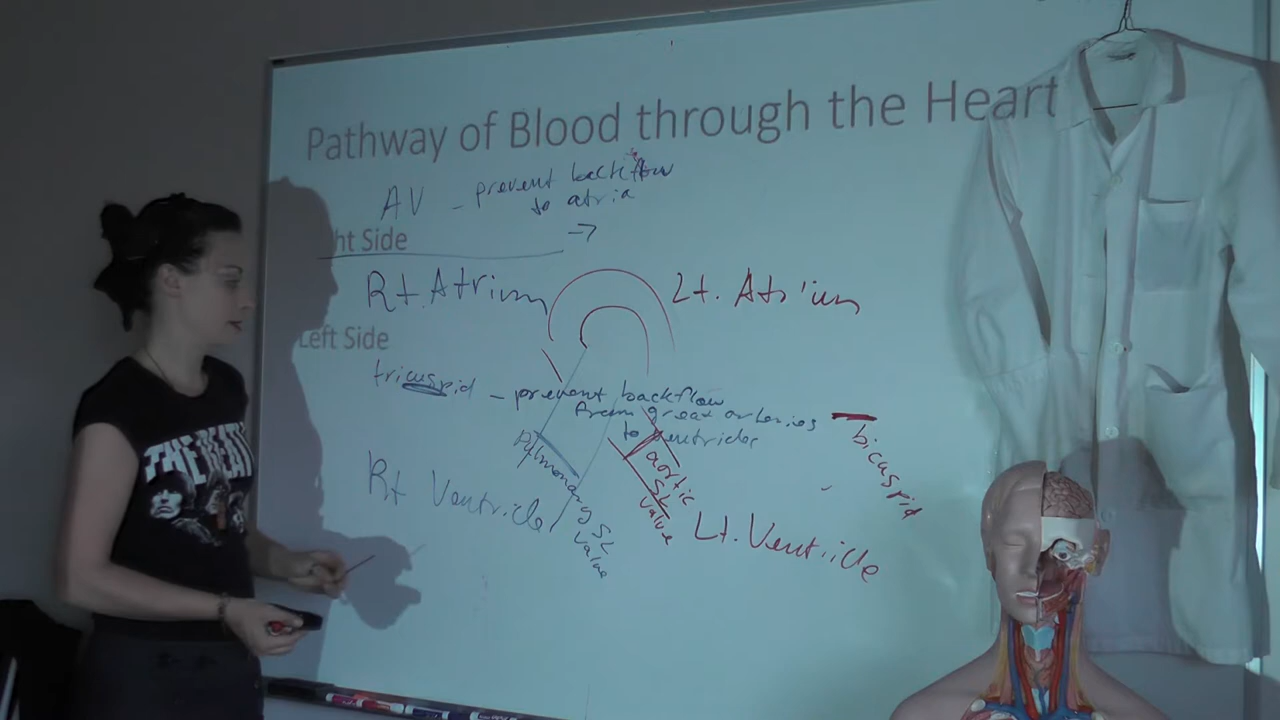 Pathway of Blood through the Heart
AV - prevent backflow
to atria
→
ht Side
Rt. Atrium
Lt. Atrium
Left Side
tricuspid - prevent backflow
from great arteries
to ventricles
bicuspid
Pulmonary SL
valve
aortic
SL
valve
Rt Ventricle
Lt. Ventricle
THE BEATL